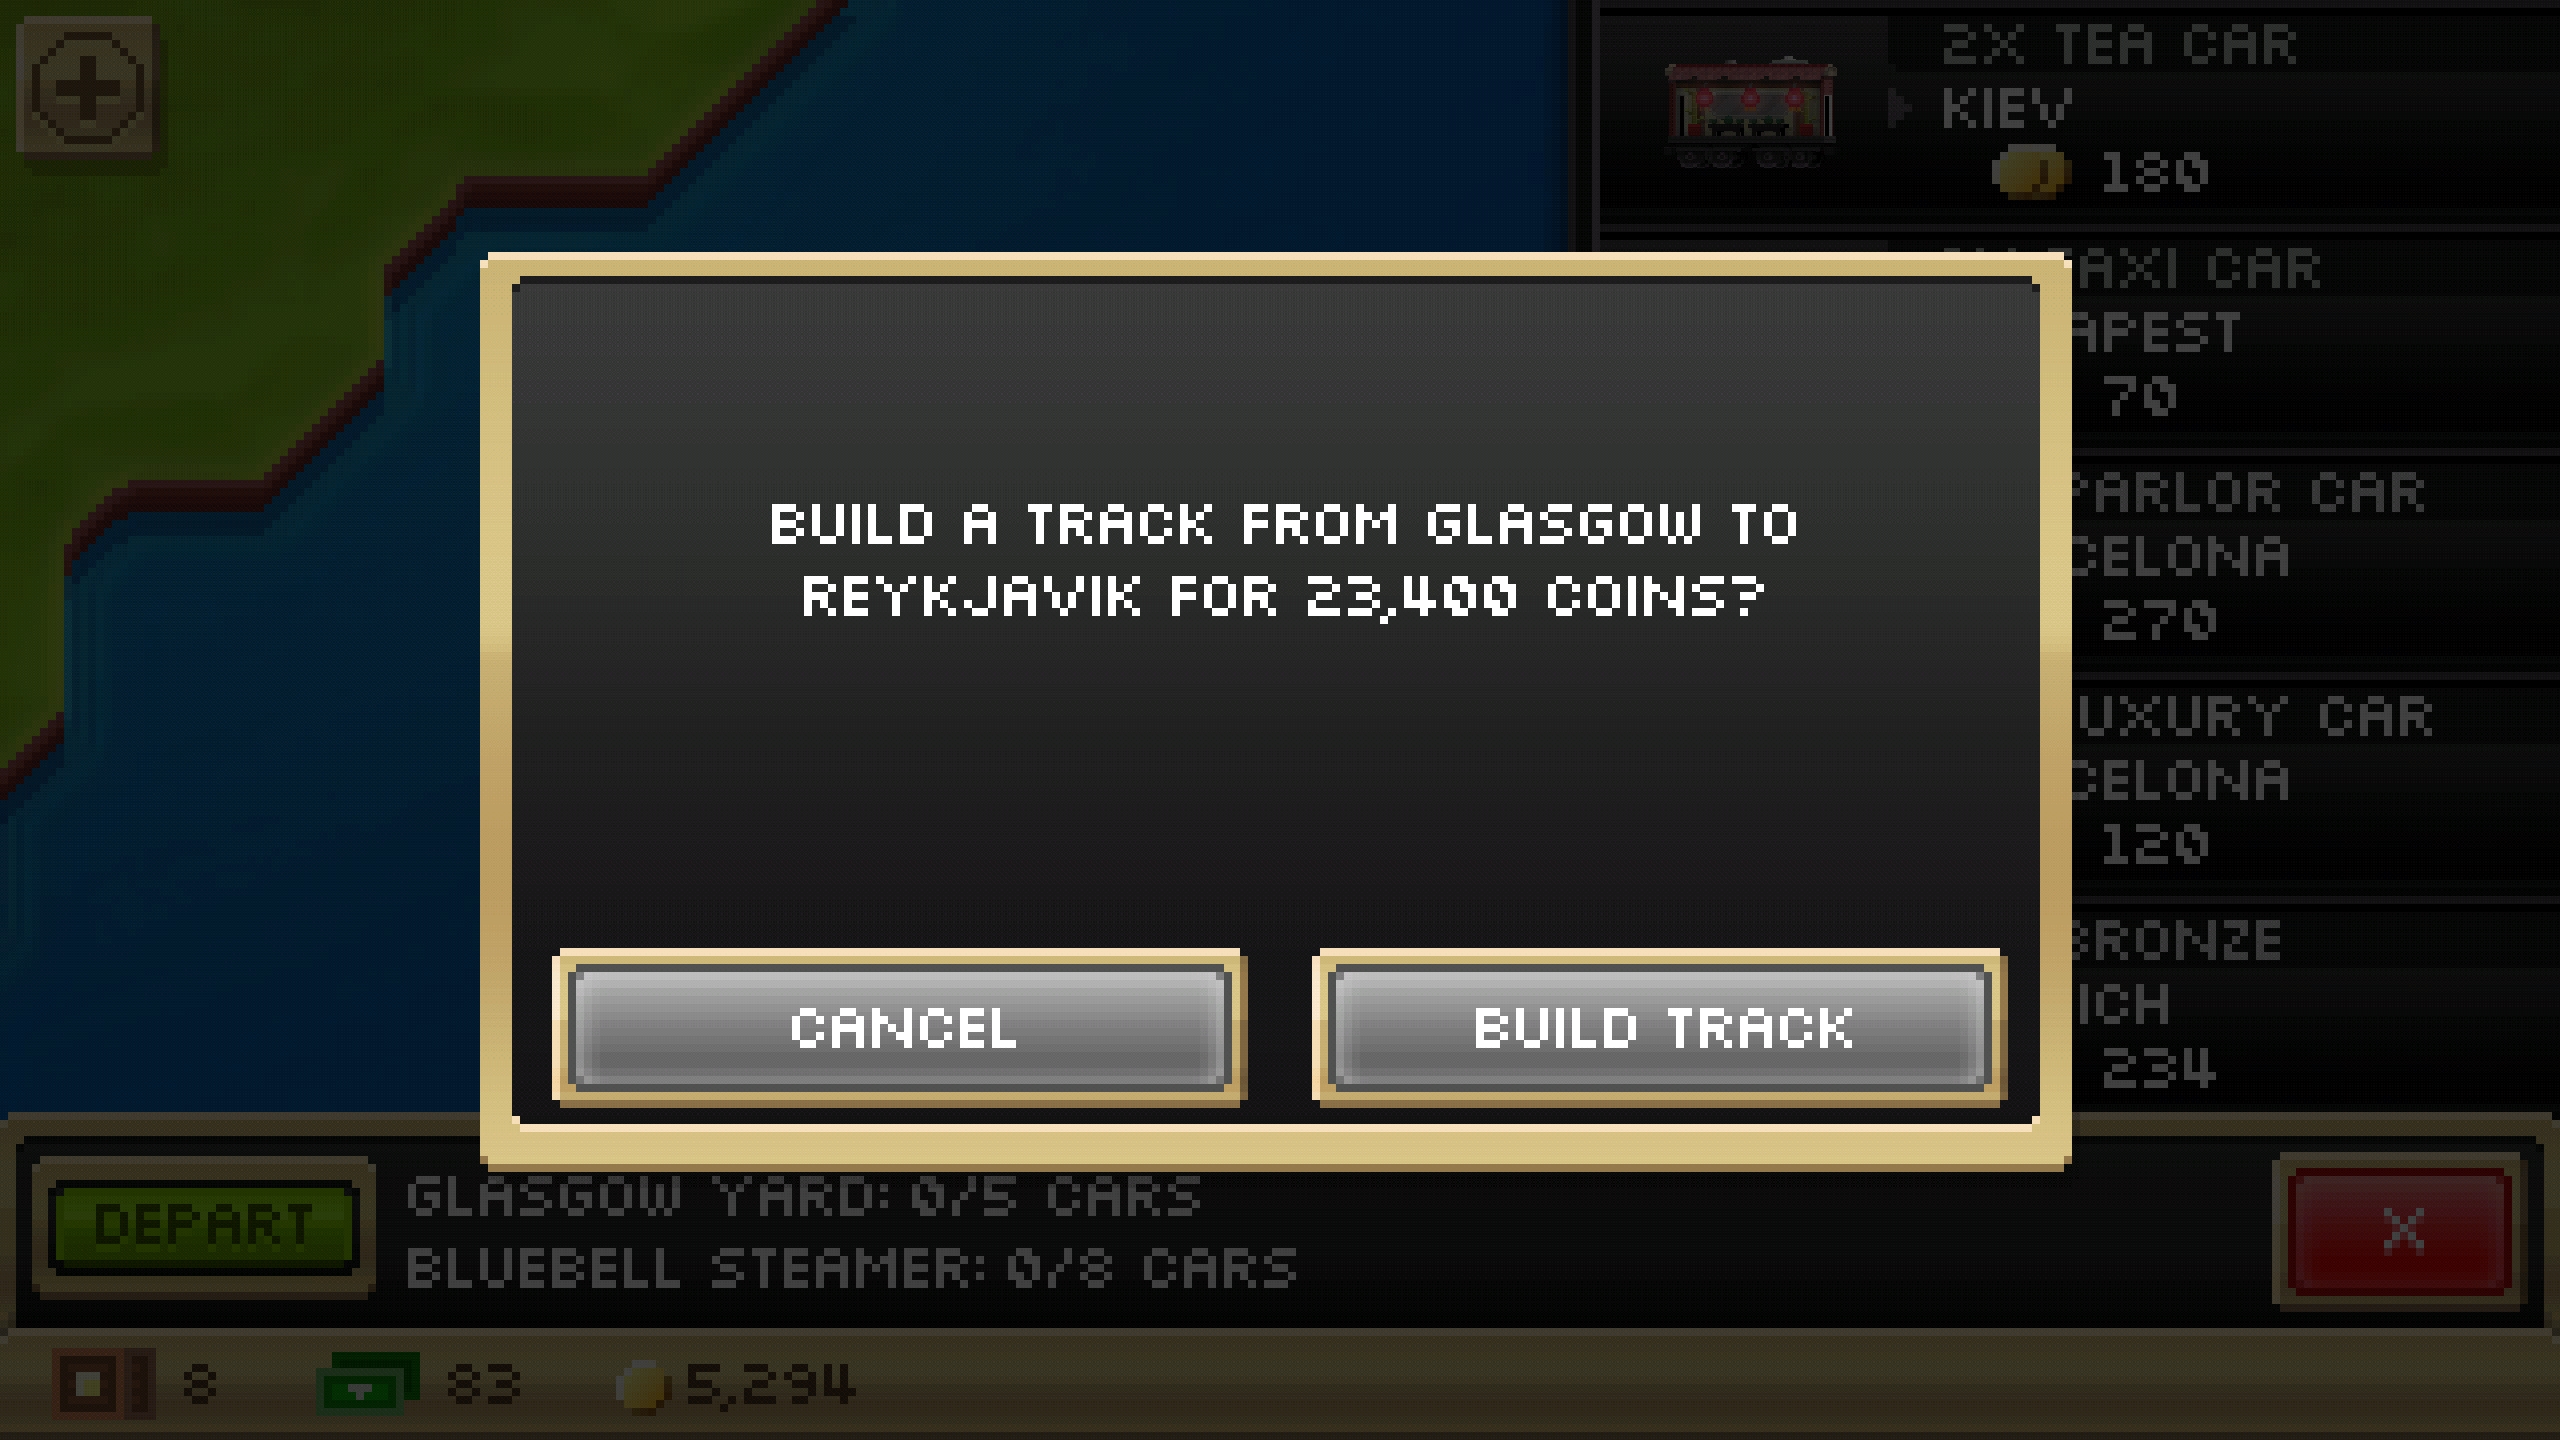 2X TEA CAR
KIEV
180
AXI CAR
APEST
70
PARLOR CAR
CELONA
270
UXURY CAR
CELONA
120
BRONZE
ICH
234
BUILD A TRACK FROM GLASGOW TO
REYKJAVIK FOR 23,400 COINS?
CANCEL
BUILD TRACK
DEPART
GLASGOW YARD: 0/5 CARS
BLUEBELL STEAMER: 0/8 CARS
X
8
83
5,294